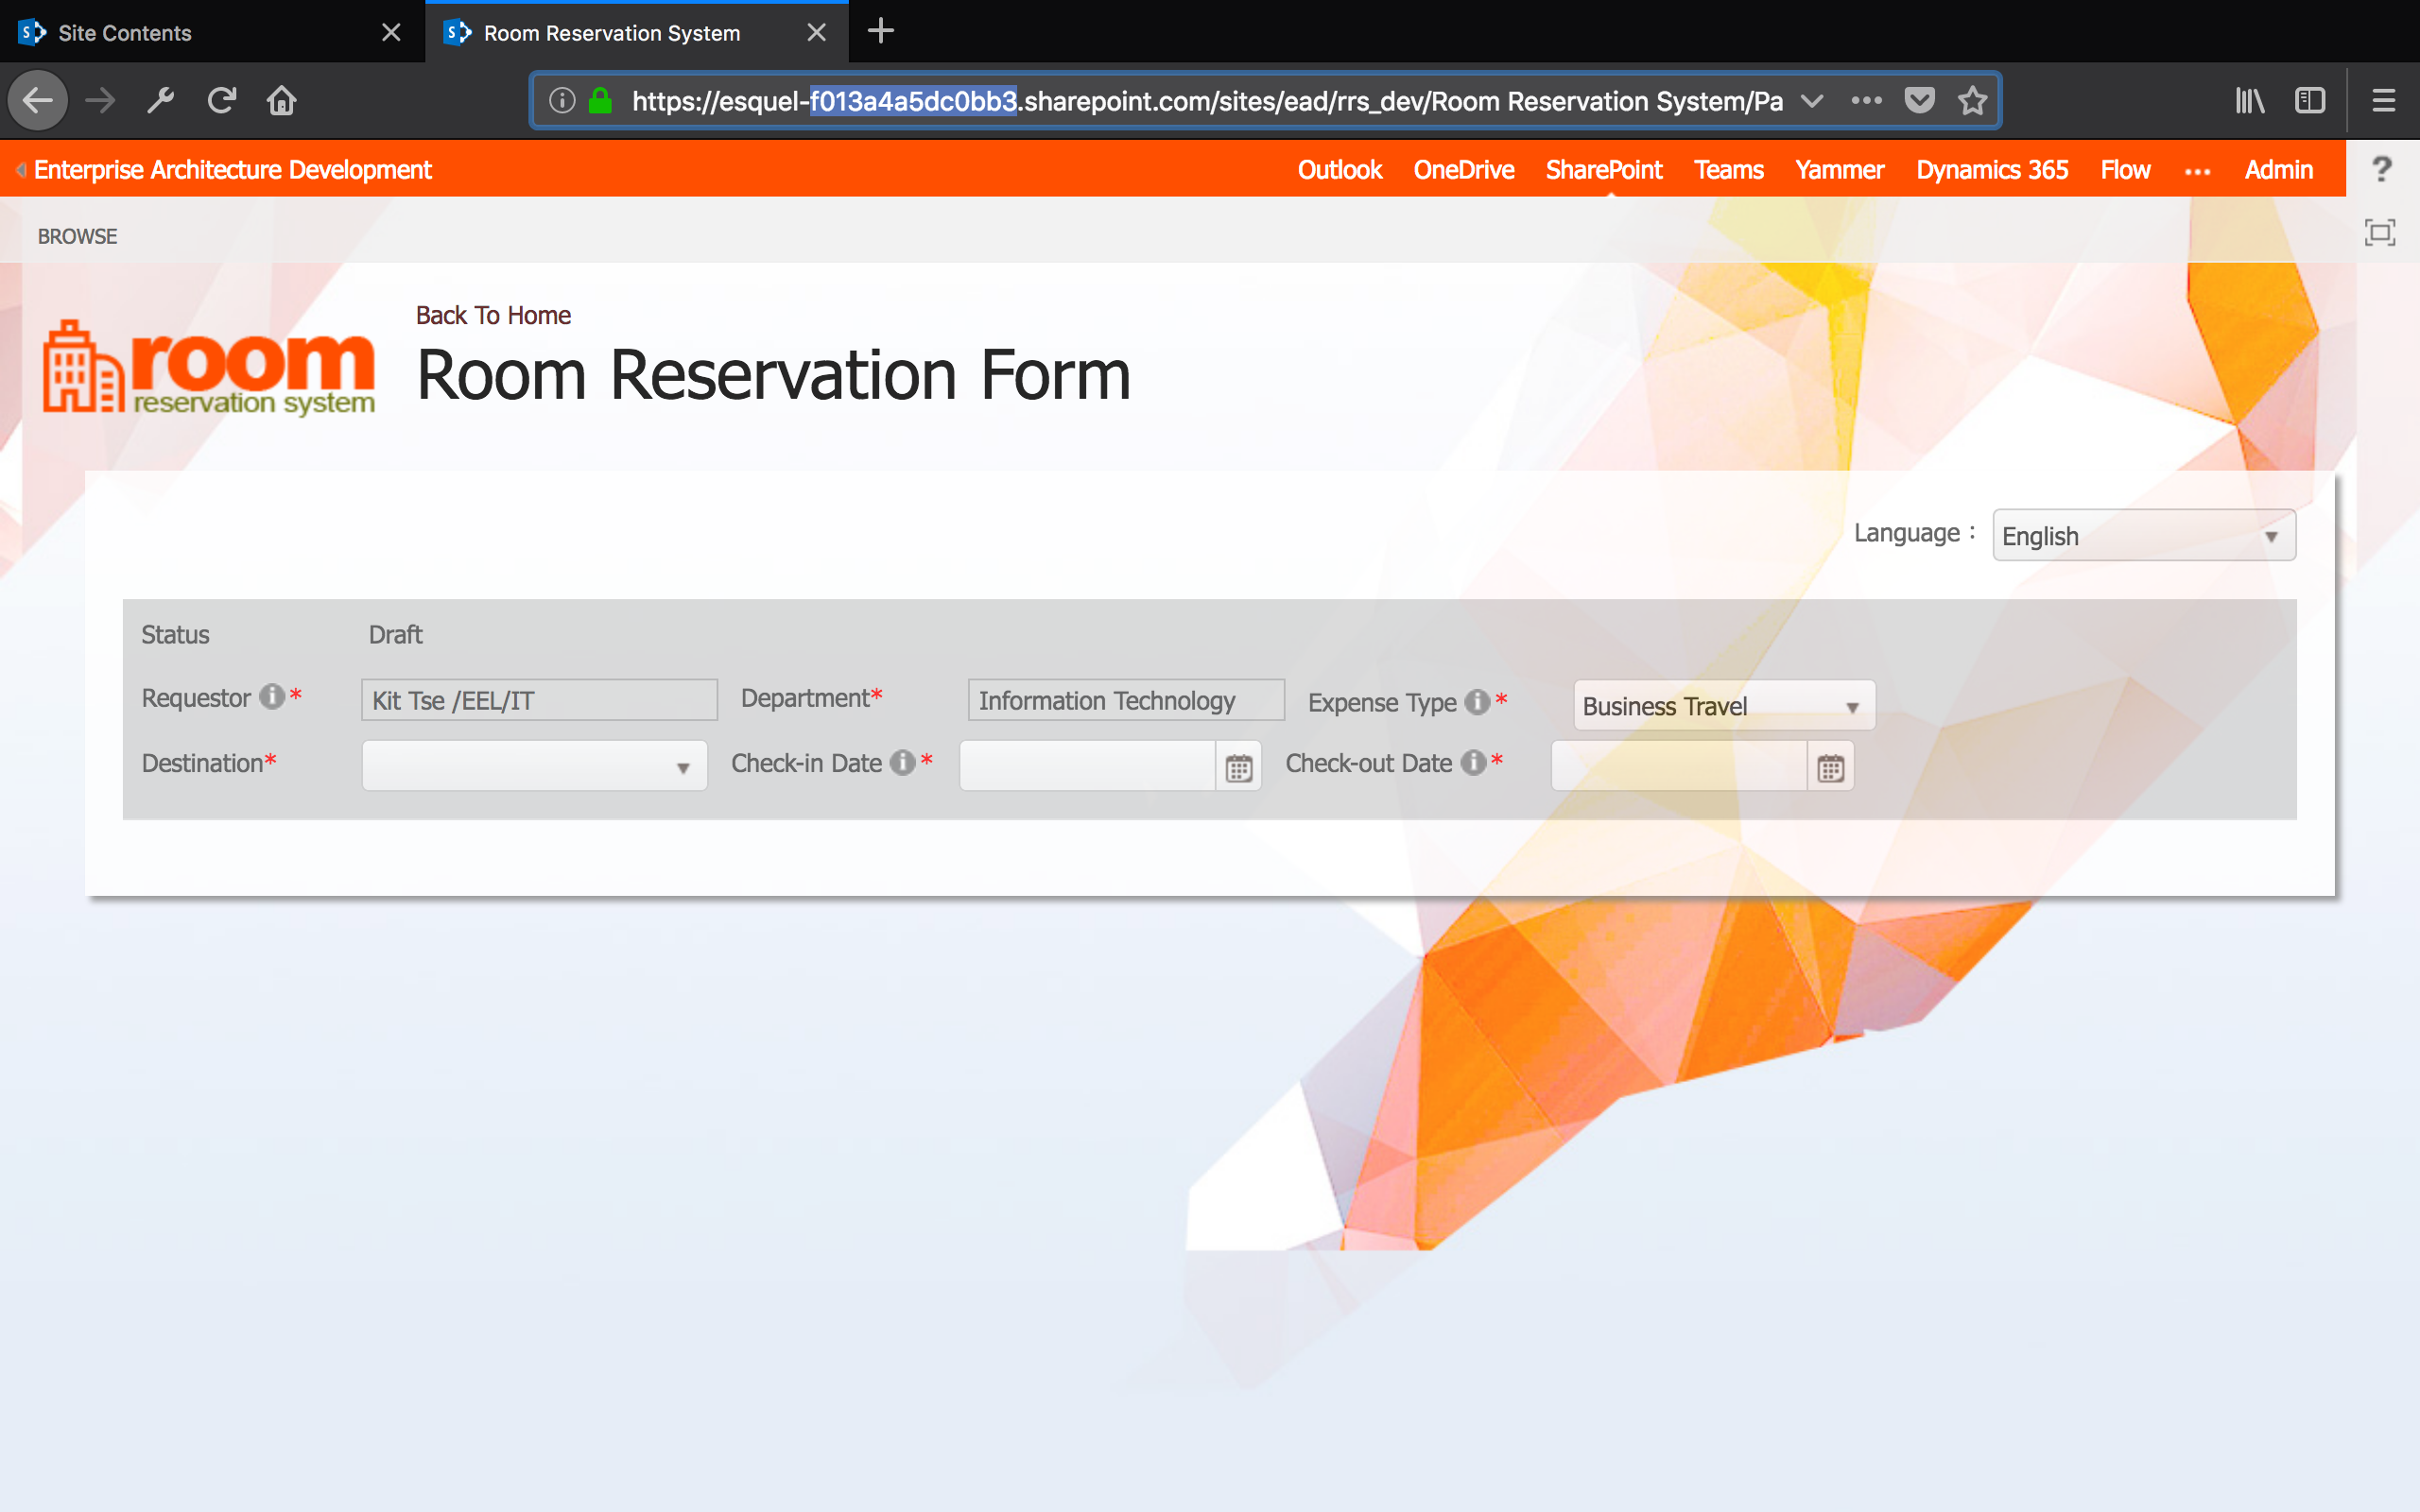 Site Contents
Room Reservation System
https://esquel-f013a4a5dc0bb3.sharepoint.com/sites/ead/rrs_dev/Room Reservation System/Pa
Enterprise Architecture Development
Outlook OneDrive SharePoint Teams Yammer Dynamics 365 Flow ... Admin ?
BROWSE
Back To Home
room
reservation system
Room Reservation Form
Language : English
Status Draft
Requestor * Kit Tse /EEL/IT Department* Information Technology Expense Type * Business Travel
Destination* Check-in Date * Check-out Date *